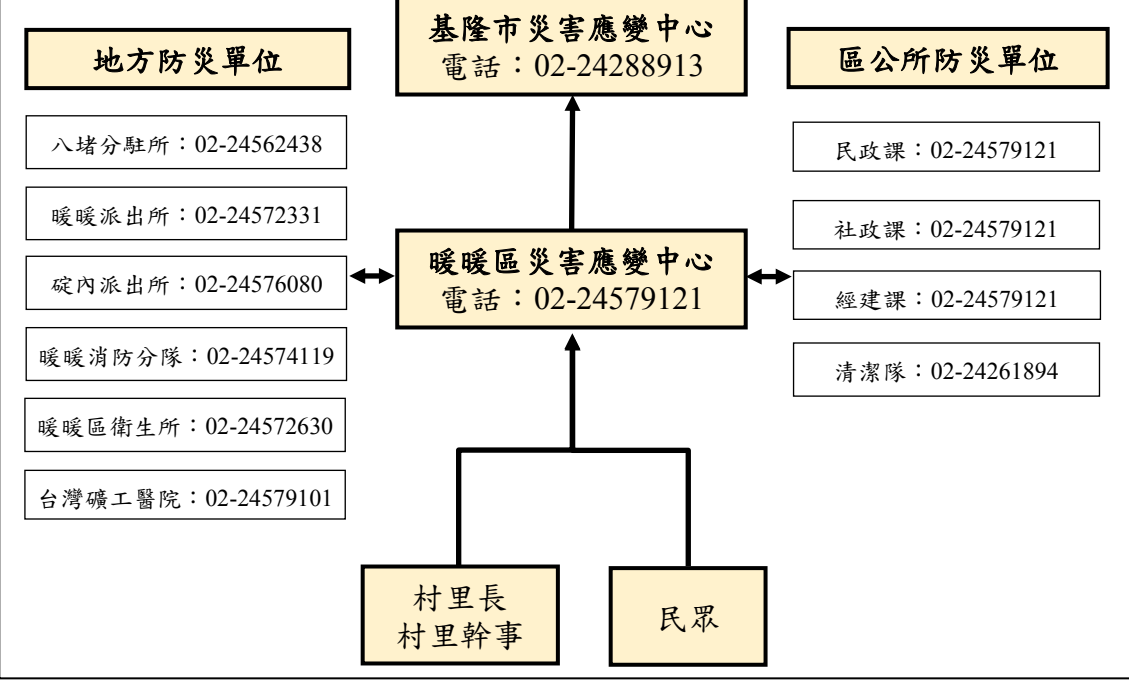 基隆市災害應變中心
電話：02-24288913
地方防災單位
八堵分駐所：02-24562438
暖暖派出所：02-24572331
碇內派出所：02-24576080
暖暖消防分隊：02-24574119
暖暖區衛生所：02-24572630
台灣礦工醫院：02-24579101
暖暖區災害應變中心
電話：02-24579121
區公所防災單位
民政課：02-24579121
社政課：02-24579121
經建課：02-24579121
清潔隊：02-24261894
村里長
村里幹事
民眾